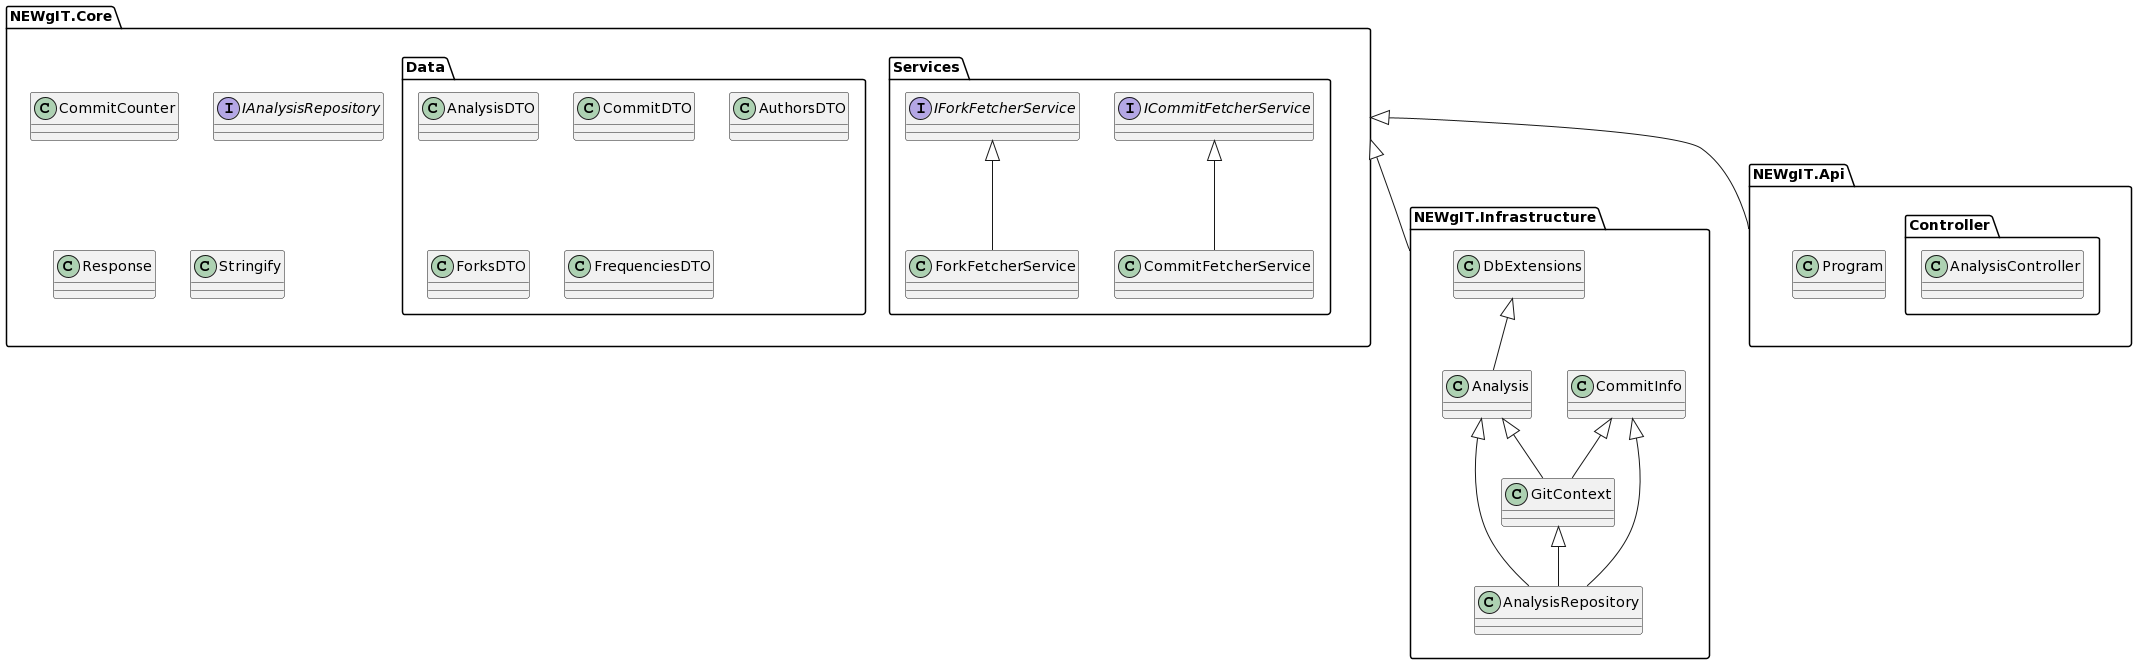 NEWgIT.Core
Data
Services
C CommitCounter
I IAnalysisRepository
C AnalysisDTO
C CommitDTO
C AuthorsDTO
I IForkFetcherService
I ICommitFetcherService
C Response
C Stringify
C ForksDTO
C FrequenciesDTO
C ForkFetcherService
C CommitFetcherService
NEWgIT.Infrastructure
C DbExtensions
C Analysis
C CommitInfo
C GitContext
C AnalysisRepository
NEWgIT.Api
Controller
C Program
C AnalysisController